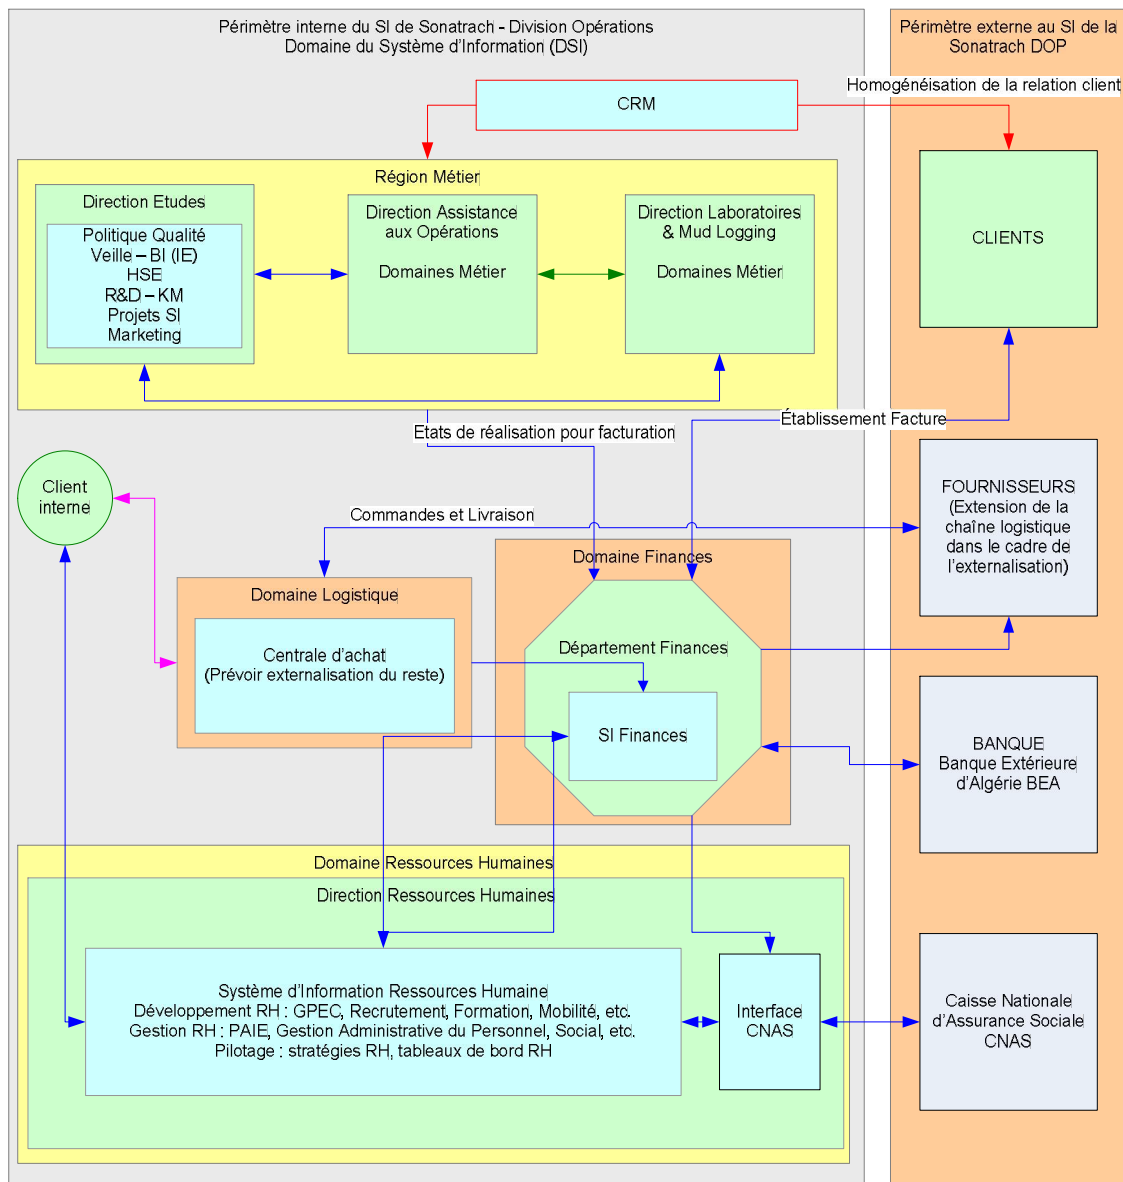 Périmètre interne du SI de Sonatrach - Division Opérations
Domaine du Système d'Information (DSI)
Périmètre externe au SI de la
Sonatrach DOP
Homogénéisation de la relation client
CRM
Région Métier
Direction Etudes
Politique Qualité
Veille – BI (IE)
HSE
R&D – KM
Projets SI
Marketing
Direction Assistance
aux Opérations
Domaines Métier
Direction Laboratoires
& Mud Logging
Domaines Métier
CLIENTS
Établissement Facture
Etats de réalisation pour facturation
Client
interne
Commandes et Livraison
FOURNISSEURS
(Extension de la
chaîne logistique
dans le cadre de
l'externalisation)
Domaine Finances
Domaine Logistique
Centrale d'achat
(Prévoir externalisation du reste)
Département Finances
SI Finances
BANQUE
Banque Extérieure
d'Algérie BEA
Domaine Ressources Humaines
Direction Ressources Humaines
Système d'Information Ressources Humaine
Développement RH : GPEC, Recrutement, Formation, Mobilité, etc.
Gestion RH : PAIE, Gestion Administrative du Personnel, Social, etc.
Pilotage : stratégies RH, tableaux de bord RH
Interface
CNAS
Caisse Nationale
d'Assurance Sociale
CNAS